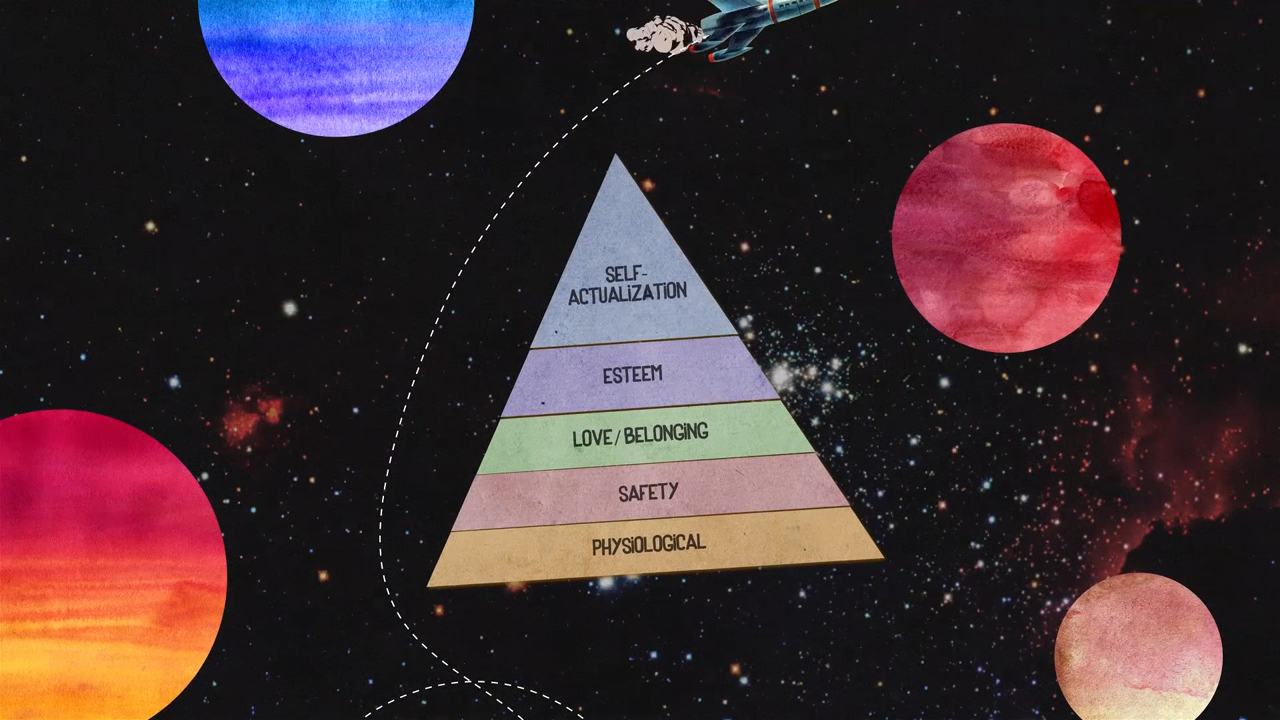 SELF-
ACTUALIZATION
ESTEEM
LOVE/BELONGING
SAFETY
PHYSIOLOGICAL